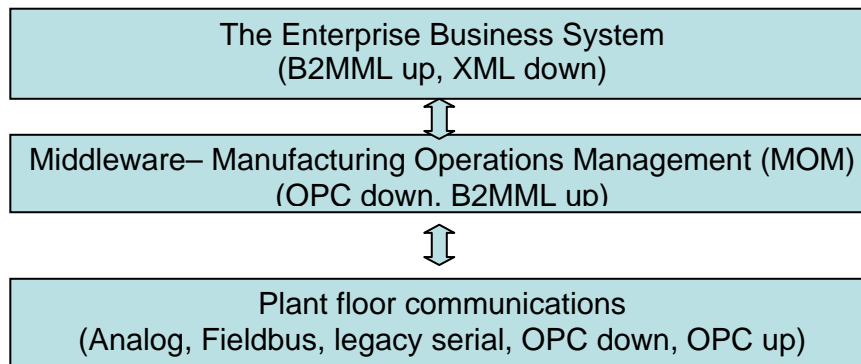 The Enterprise Business System
(B2MML up, XML down)
Middleware– Manufacturing Operations Management (MOM)
(OPC down. B2MML up)
Plant floor communications
(Analog, Fieldbus, legacy serial, OPC down, OPC up)